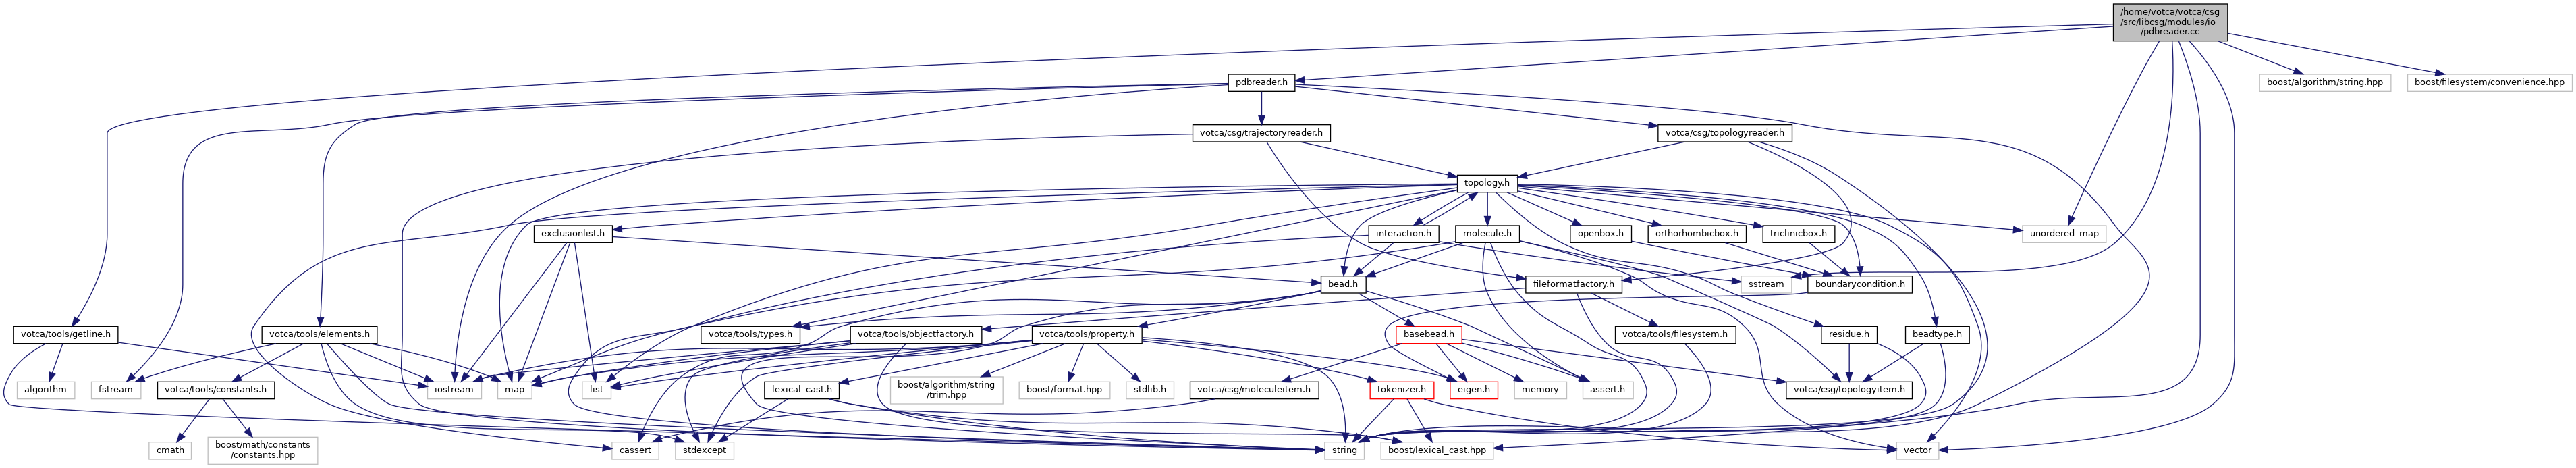 /home/votca/votca/csg
/src/libcsg/modules/io
/pdbreader.cc
pdbreader.h
boost/algorithm/string.hpp
boost/filesystem/convenience.hpp
votca/csg/trajectoryreader.h
votca/csg/topologyreader.h
topology.h
exclusionlist.h
interaction.h
molecule.h
openbox.h
orthorhombicbox.h
triclinicbox.h
unordered_map
bead.h
fileformatfactory.h
sstream
boundarycondition.h
votca/tools/getline.h
votca/tools/elements.h
votca/tools/types.h
votca/tools/objectfactory.h
votca/tools/property.h
basebead.h
votca/tools/filesystem.h
residue.h
beadtype.h
algorithm
fstream
votca/tools/constants.h
iostream
map
list
lexical_cast.h
boost/algorithm/string
/trim.hpp
boost/format.hpp
stdlib.h
votca/csg/moleculeitem.h
tokenizer.h
eigen.h
memory
assert.h
votca/csg/topologyitem.h
cmath
boost/math/constants
/constants.hpp
cassert
stdexcept
string
boost/lexical_cast.hpp
vector